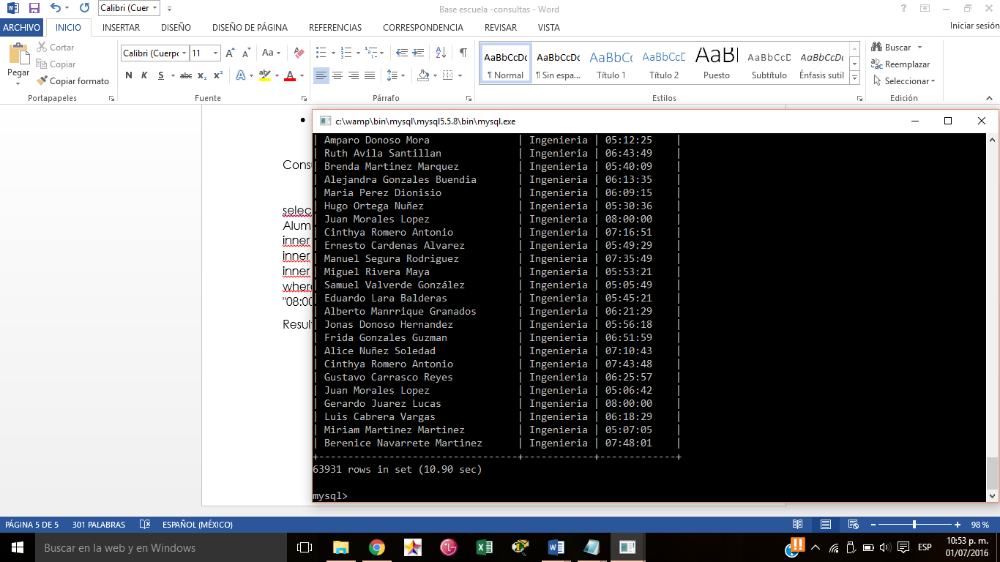 Calibri (Cuer
Base escuela -consultas - Word
ARCHIVO INICIO INSERTAR DISEÑO DISEÑO DE PÁGINA REFERENCIAS CORRESPONDENCIA REVISAR VISTA
Iniciar sesión
Pegar
Cortar
Copiar
Copiar formato
Portapapeles
Calibri (Cuerpo 11
Aa
N K S abc x₂ x²
Fuente
Párrafo
AaBbCcDc AaBbCcDc AaBbCc AaBbCcD AaB AaBbCcD AaBbCcDc
¶ Normal ¶ Sin espa... Título 1 Título 2 Puesto Subtítulo Énfasis sutil
Estilos
Buscar
Reemplazar
Seleccionar
Edición
Consu
selec
Alum
inner
inner
inner
where
"08:00
Result
c:\wamp\bin\mysql\mysql5.5.8\bin\mysql.exe
| Amparo Donoso Mora | Ingenieria | 05:12:25 |
| Ruth Avila Santillan | Ingenieria | 06:43:49 |
| Brenda Martinez Marquez | Ingenieria | 05:40:09 |
| Alejandra Gonzales Buendia | Ingenieria | 06:13:35 |
| Maria Perez Dionisio | Ingenieria | 06:09:15 |
| Hugo Ortega Nuñez | Ingenieria | 05:30:36 |
| Juan Morales Lopez | Ingenieria | 08:00:00 |
| Cinthya Romero Antonio | Ingenieria | 07:16:51 |
| Ernesto Cardenas Alvarez | Ingenieria | 05:49:29 |
| Manuel Segura Rodriguez | Ingenieria | 07:35:49 |
| Miguel Rivera Maya | Ingenieria | 05:53:21 |
| Samuel Valverde González | Ingenieria | 05:05:49 |
| Eduardo Lara Balderas | Ingenieria | 05:45:21 |
| Alberto Manrrique Granados | Ingenieria | 06:21:29 |
| Jonas Donoso Hernandez | Ingenieria | 05:56:18 |
| Frida Gonzales Guzman | Ingenieria | 06:51:59 |
| Alice Nuñez Soledad | Ingenieria | 07:10:43 |
| Cinthya Romero Antonio | Ingenieria | 07:43:48 |
| Gustavo Carrasco Reyes | Ingenieria | 06:25:57 |
| Juan Morales Lopez | Ingenieria | 05:06:42 |
| Gerardo Juarez Lucas | Ingenieria | 08:00:00 |
| Luis Cabrera Vargas | Ingenieria | 06:18:29 |
| Miriam Martinez Martinez | Ingenieria | 05:07:05 |
| Berenice Navarrete Martinez | Ingenieria | 07:48:01 |
+----------------------------------+------------+-------------+
63931 rows in set (10.90 sec)
mysql>
PÁGINA 5 DE 5 301 PALABRAS ESPAÑOL (MÉXICO) 98 %
Buscar en la web y en Windows
ESP
10:53 p. m.
01/07/2016